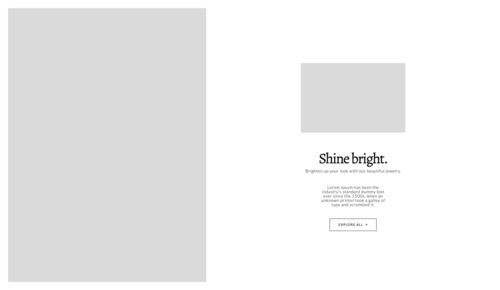 Shine bright.
Brighten up your look with our beautiful jewelry.
Lorem Ipsum has been the
industry's standard dummy text
ever since the 1500s, when an
unknown printer took a galley of
type and scrambled it.
EXPLORE ALL